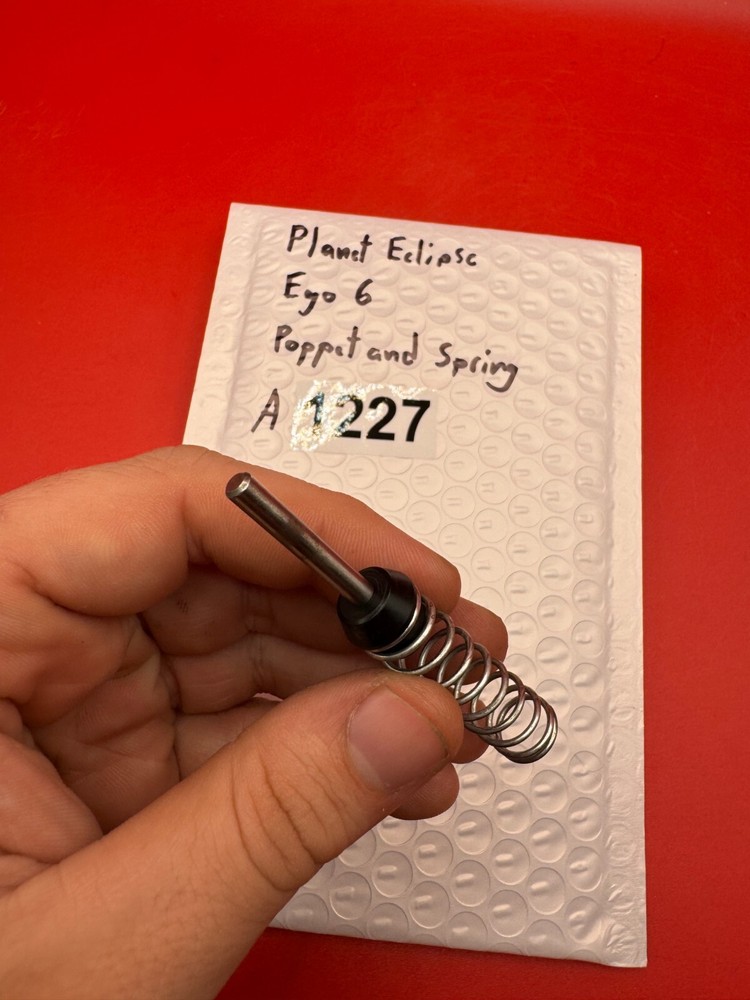 Planet Eclipse
Ego 6
Poppet and Spring
A 1227